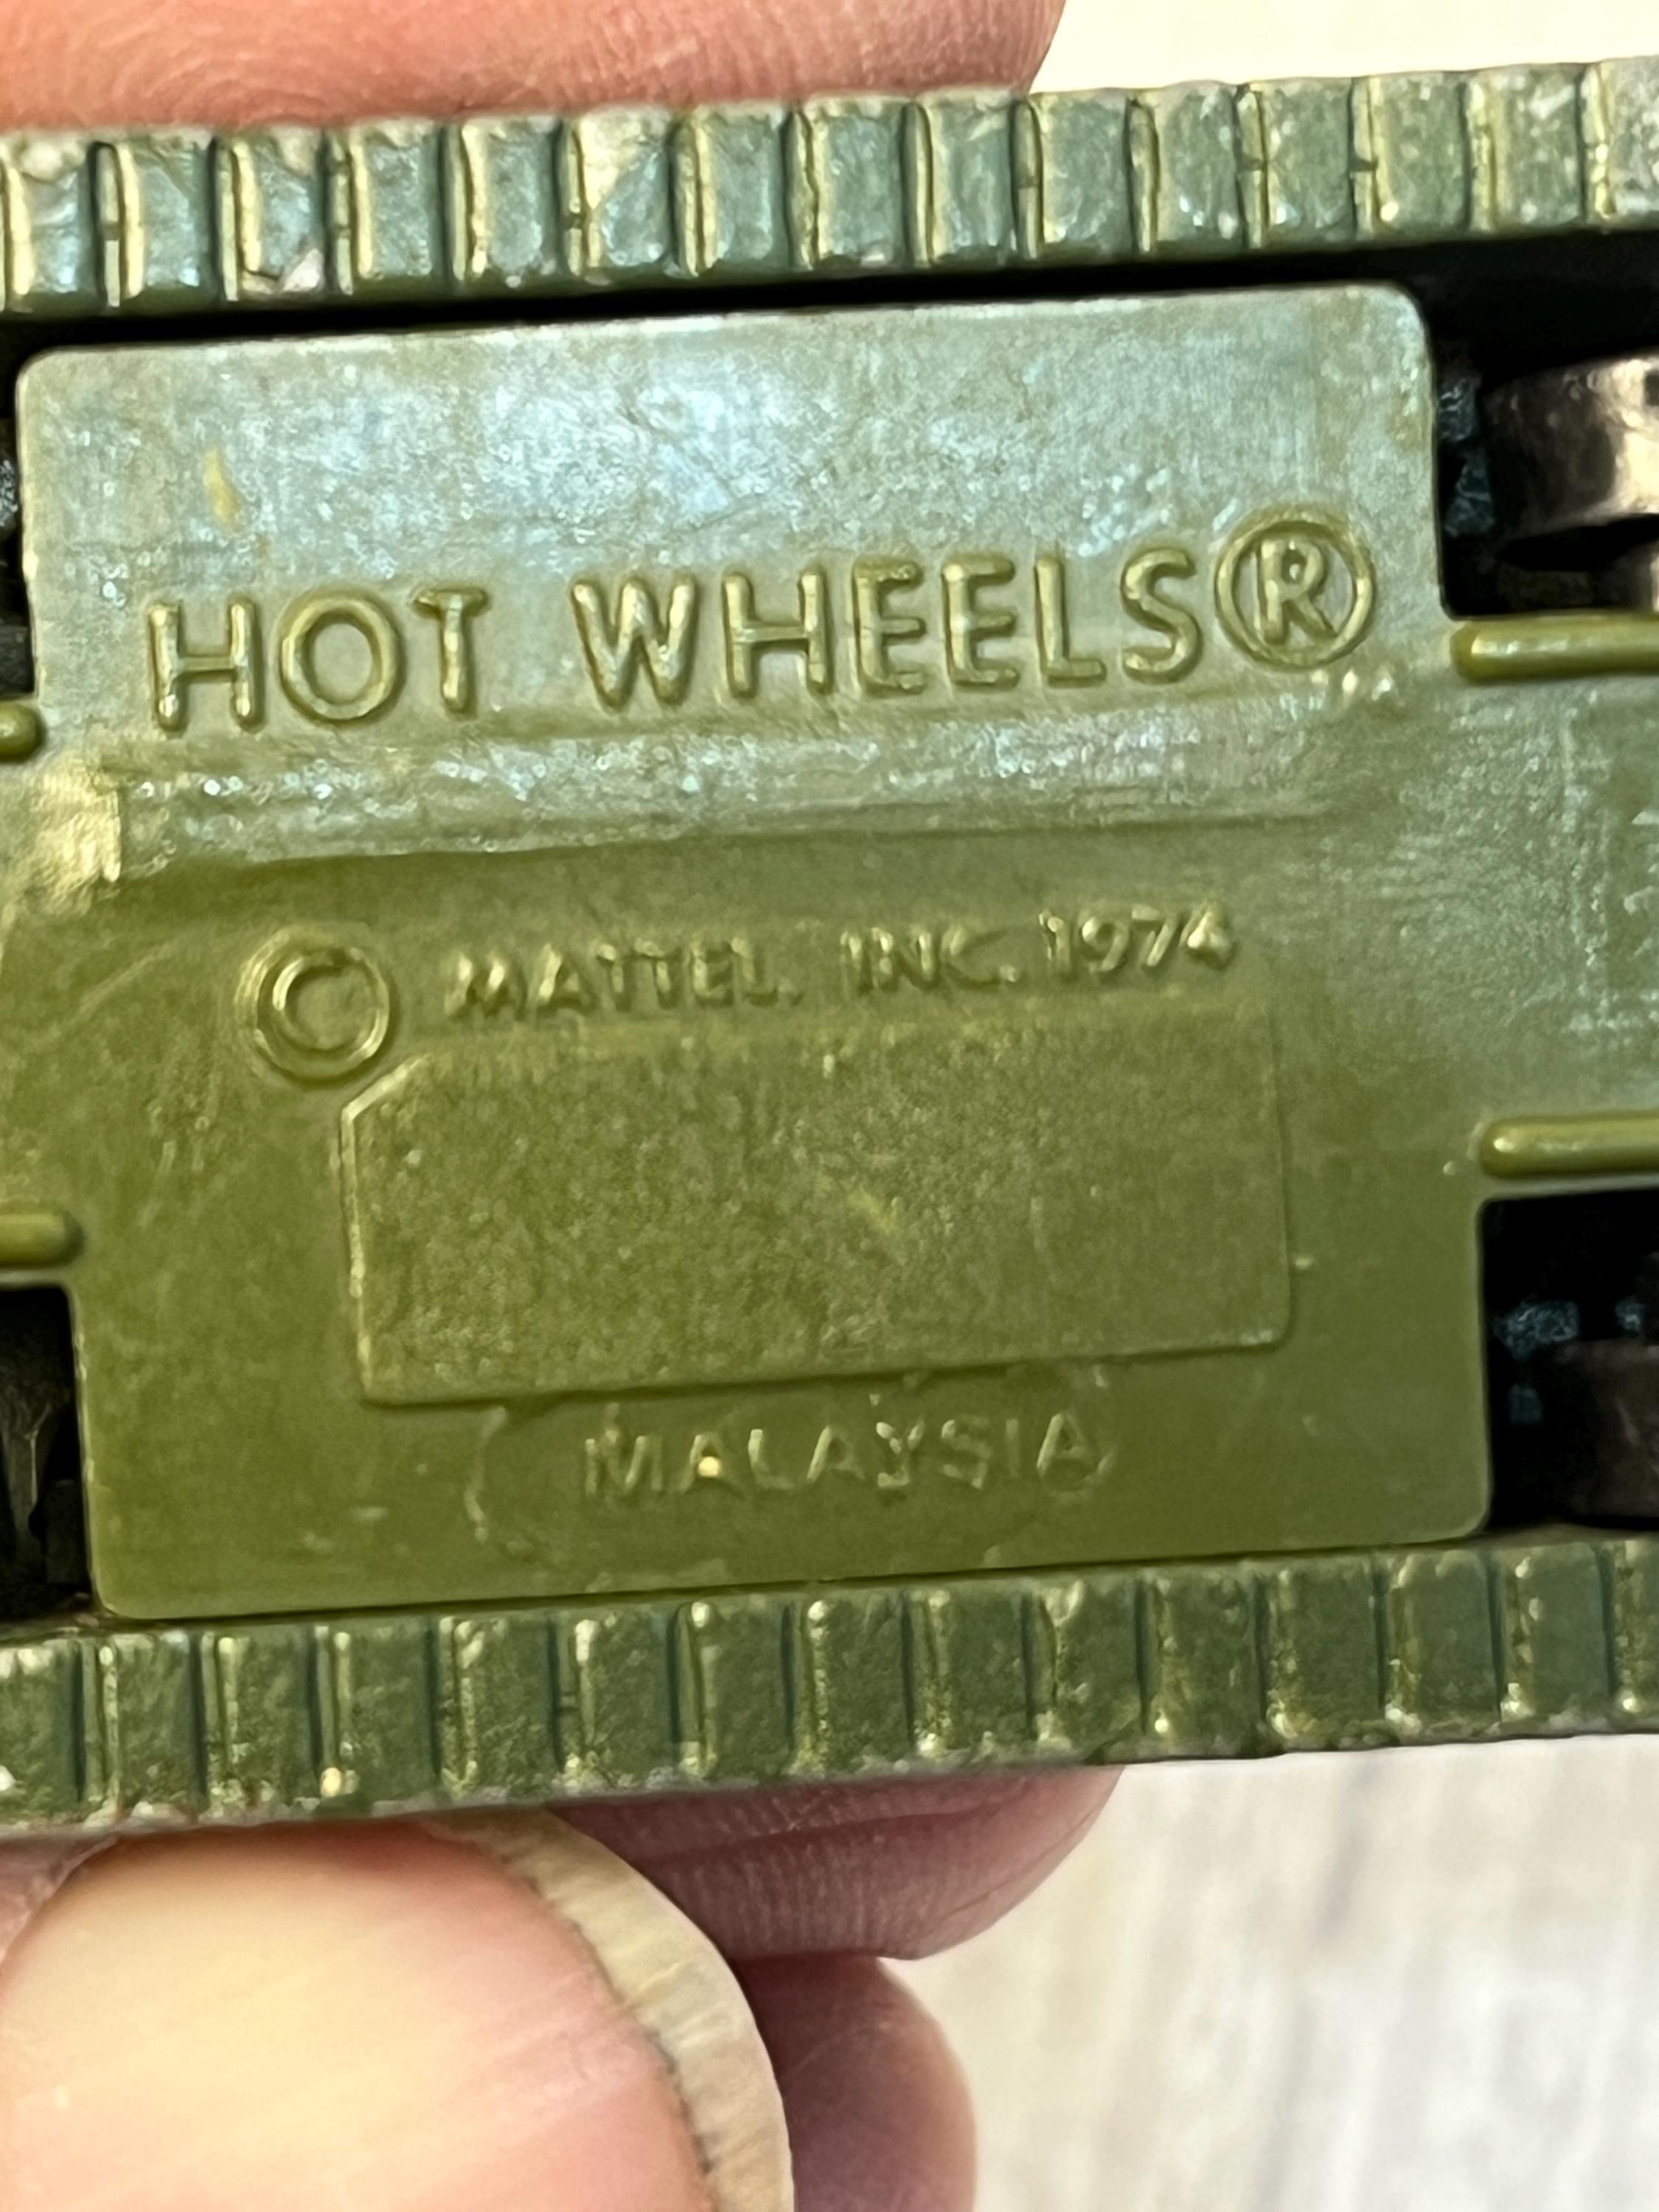 HOT WHEELS®
© MATTEL. INC. 1974
MALAYSIA